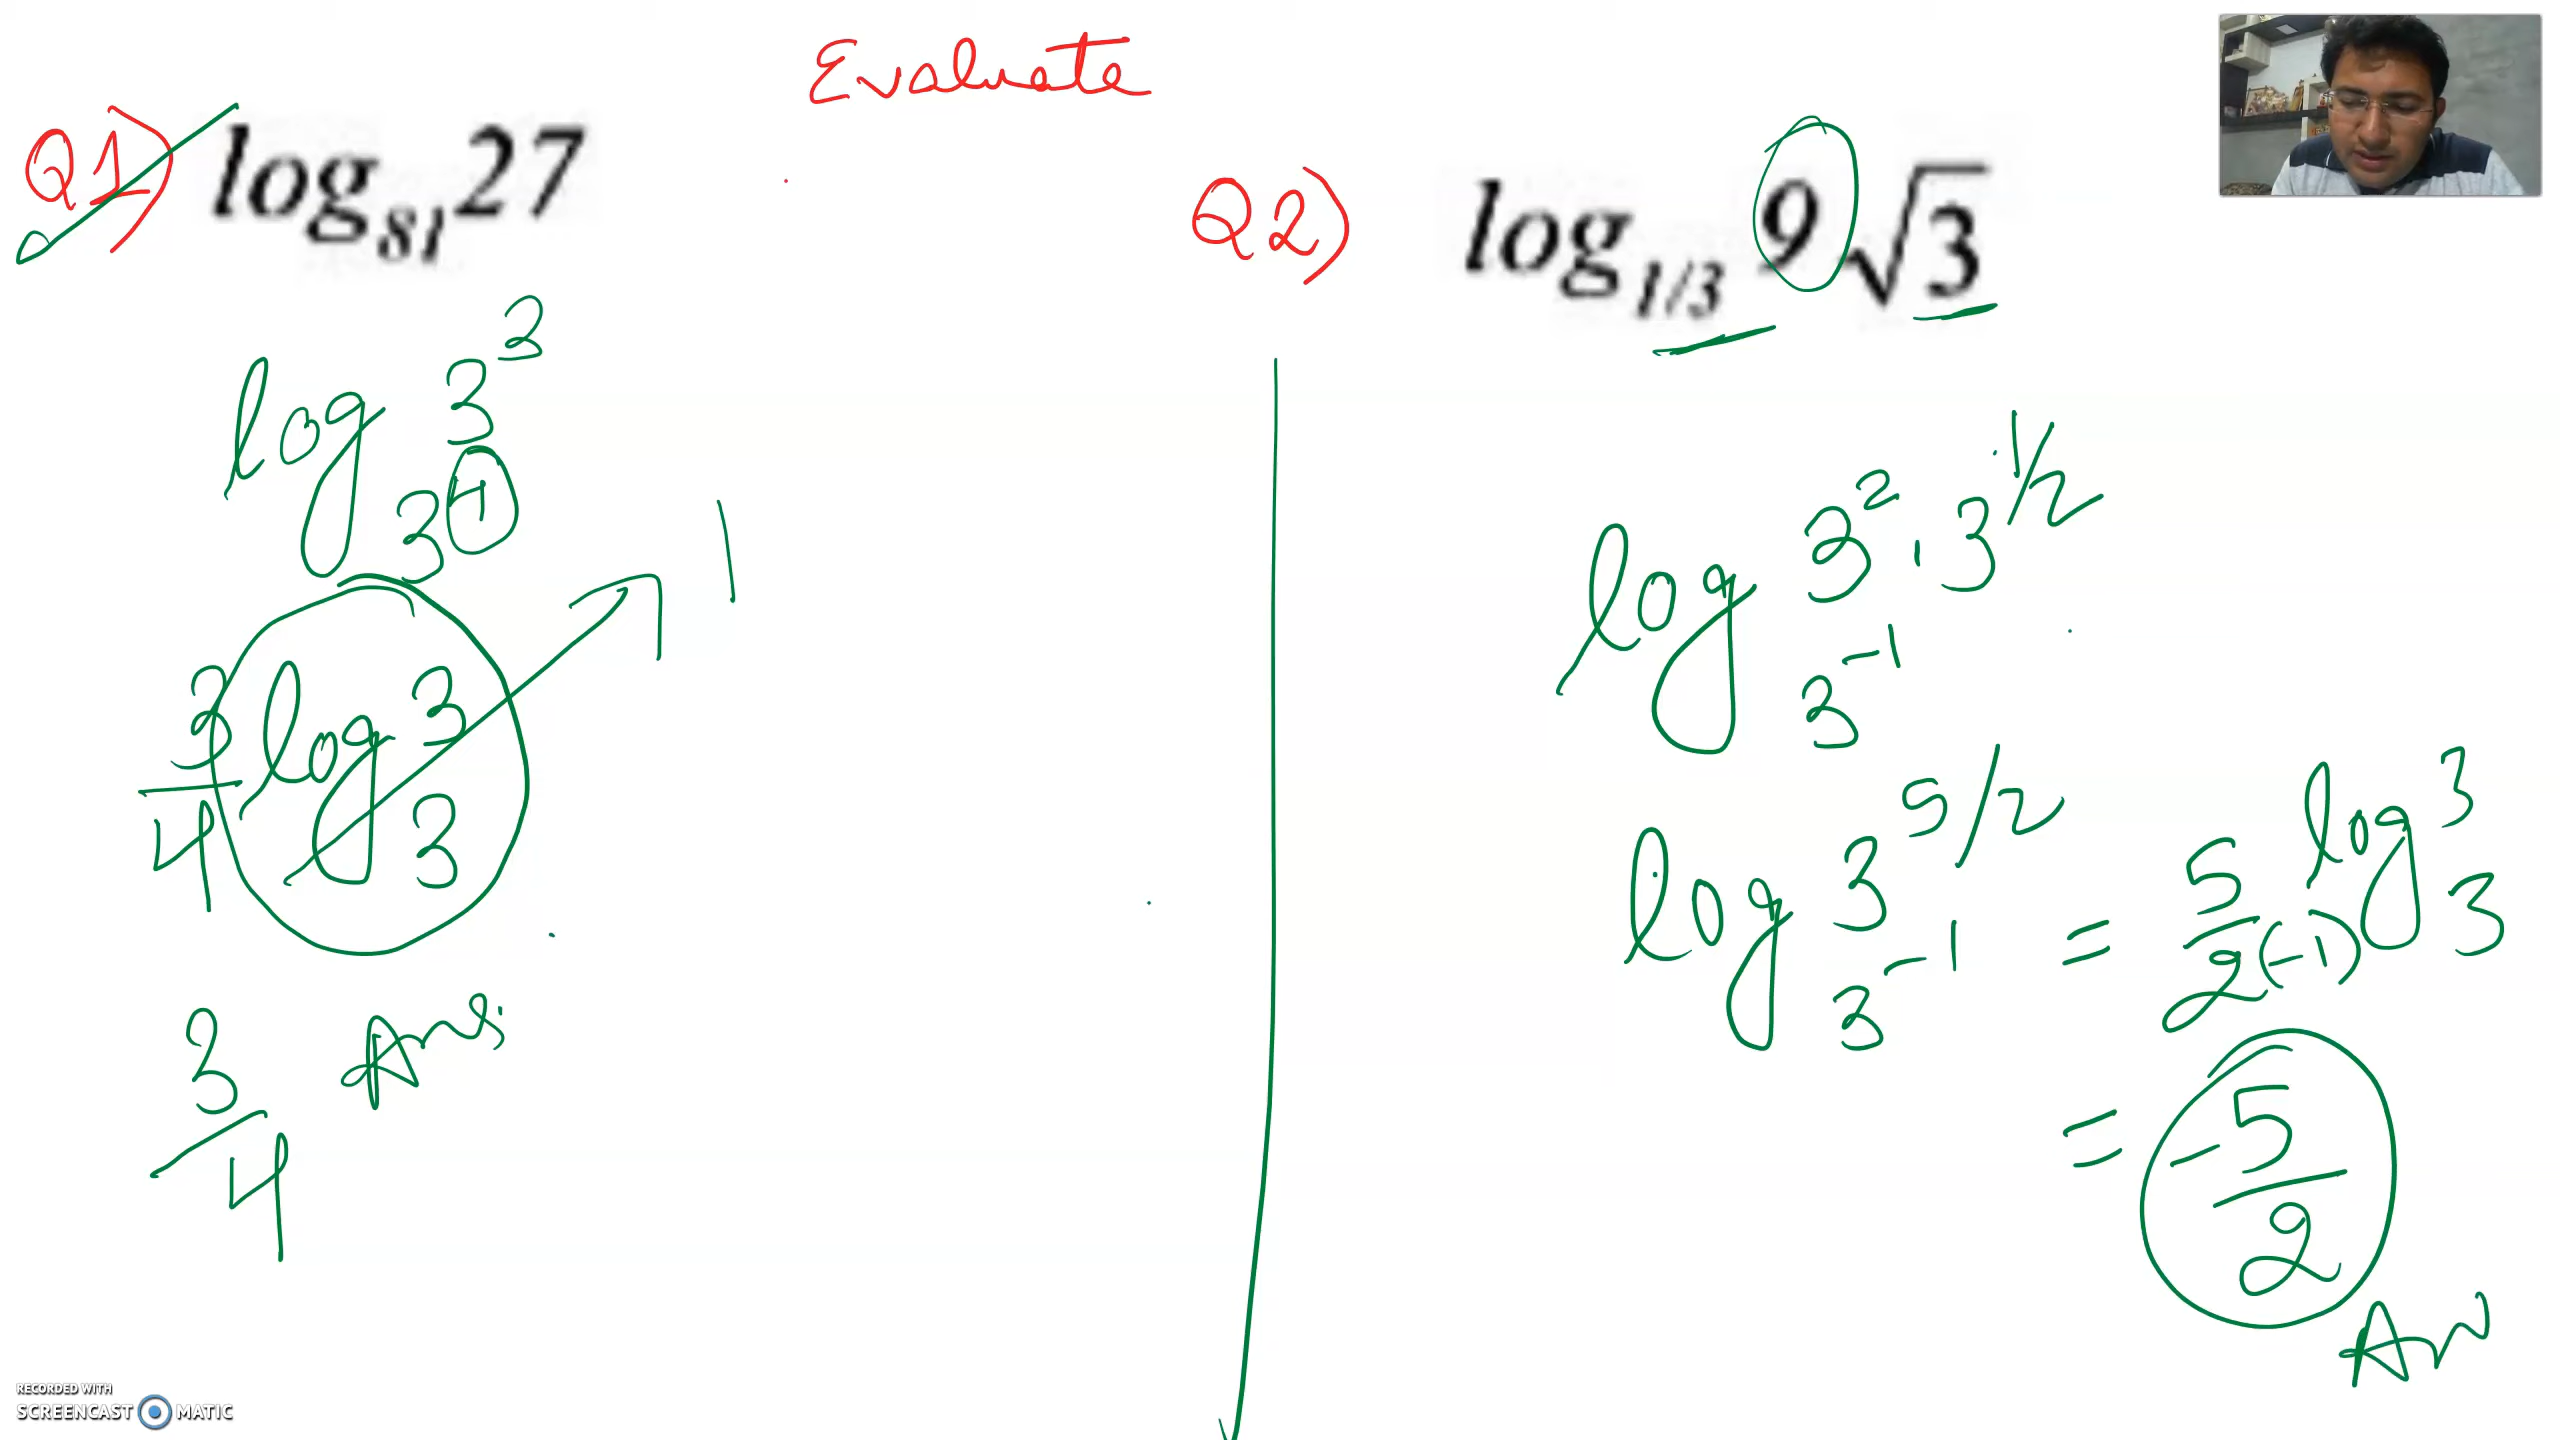 Evaluate
Q1) log₈₁27
log 3³
3⁴
1
3/4 log 3
3
3/4 Ans.
Q2) log₁/₃ 9√3
log 3² · 3^1/2
3⁻¹
log 3^5/2
3⁻¹
= 5/2(-1) log 3
3
= -5/2
Ans
RECORDED WITH
SCREENCAST MATIC